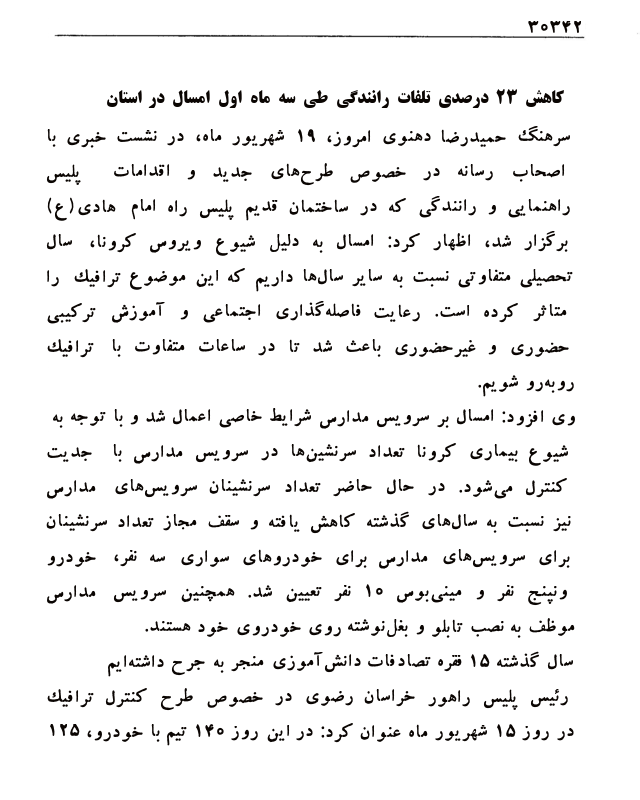 ۳۰۳۴۲
کاهش ۲۳ درصدی تلفات رانندگی طی سه ماه اول امسال در استان
سرهنگ حمیدرضا دهنوی امروز، ۱۹ شهریور ماه، در نشست خبری با
اصحاب رسانه در خصوص طرح‌های جدید و اقدامات پلیس
راهنمایی و رانندگی که در ساختمان قدیم پلیس راه امام هادی(ع)
برگزار شد، اظهار کرد: امسال به دلیل شیوع ویروس کرونا، سال
تحصیلی متفاوتی نسبت به سایر سال‌ها داریم که این موضوع ترافیک را
متاثر کرده است. رعایت فاصله‌گذاری اجتماعی و آموزش ترکیبی
حضوری و غیرحضوری باعث شد تا در ساعات متفاوت با ترافیک
روبه‌رو شویم.
وی افزود: امسال بر سرویس مدارس شرایط خاصی اعمال شد و با توجه به
شیوع بیماری کرونا تعداد سرنشین‌ها در سرویس مدارس با جدیت
کنترل می‌شود. در حال حاضر تعداد سرنشینان سرویس‌های مدارس
نیز نسبت به سال‌های گذشته کاهش یافته و سقف مجاز تعداد سرنشینان
برای سرویس‌های مدارس برای خودروهای سواری سه نفر، خودرو
ونپنج نفر و مینی‌بوس ۱۰ نفر تعیین شد. همچنین سرویس مدارس
موظف به نصب تابلو و بغل‌نوشته روی خودروی خود هستند.
سال گذشته ۱۵ فقره تصادفات دانش‌آموزی منجر به جرح داشته‌ایم
رئیس پلیس راهور خراسان رضوی در خصوص طرح کنترل ترافیک
در روز ۱۵ شهریور ماه عنوان کرد: در این روز ۱۴۰ تیم با خودرو، ۱۲۵